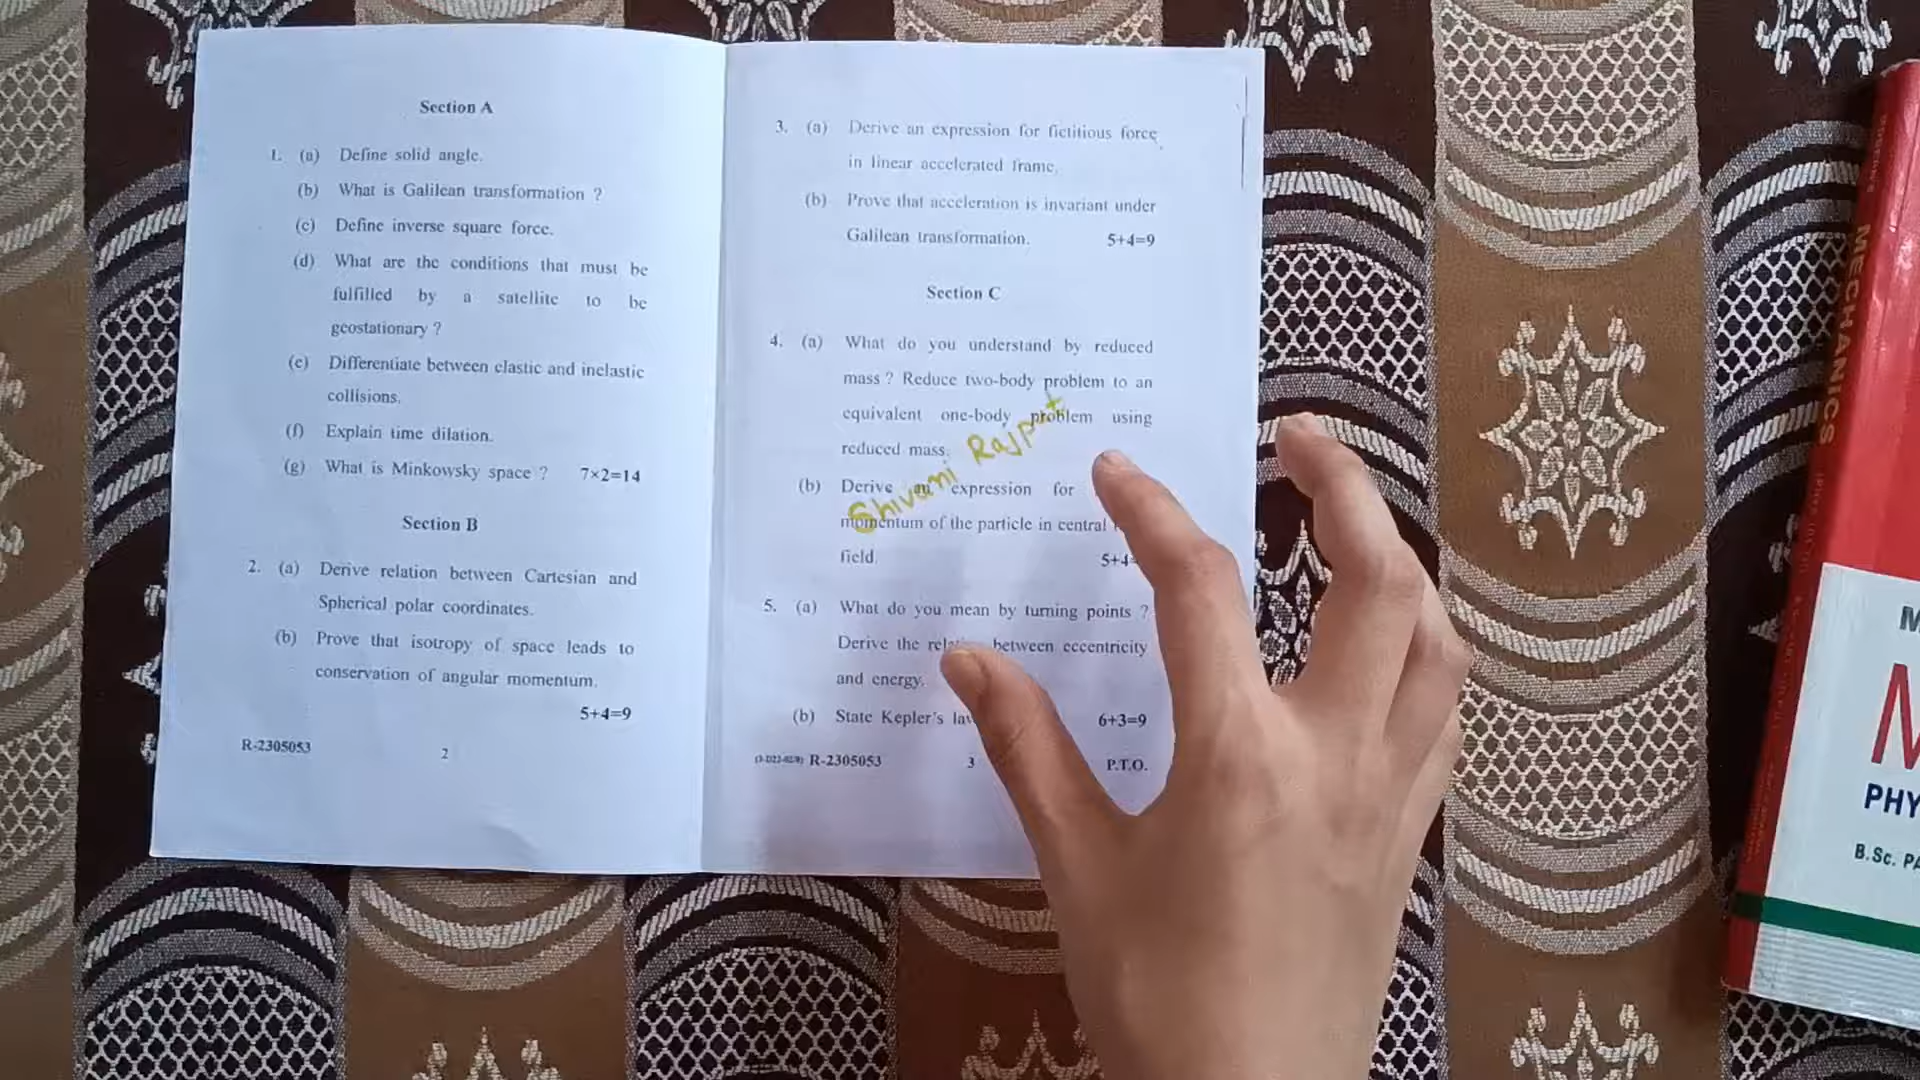 Section A
1. (a) Define solid angle.
(b) What is Galilean transformation ?
(c) Define inverse square force.
(d) What are the conditions that must be
fulfilled by a satellite to be
geostationary ?
(e) Differentiate between elastic and inelastic
collisions.
(f) Explain time dilation.
(g) What is Minkowsky space ? 7×2=14
Section B
2. (a) Derive relation between Cartesian and
Spherical polar coordinates.
(b) Prove that isotropy of space leads to
conservation of angular momentum.
5+4=9
R-2305053 2
3. (a) Derive an expression for fictitious force
in linear accelerated frame.
(b) Prove that acceleration is invariant under
Galilean transformation. 5+4=9
Section C
4. (a) What do you understand by reduced
mass ? Reduce two-body problem to an
equivalent one-body problem using
reduced mass.
(b) Derive an expression for
momentum of the particle in central
field. 5+4=
Shivani Rajput
5. (a) What do you mean by turning points ?
Derive the between eccentricity
and energy.
(b) State Kepler's 6+3=9
R-2305053 3 P.T.O.
MECHANICS
PHY
B.Sc.